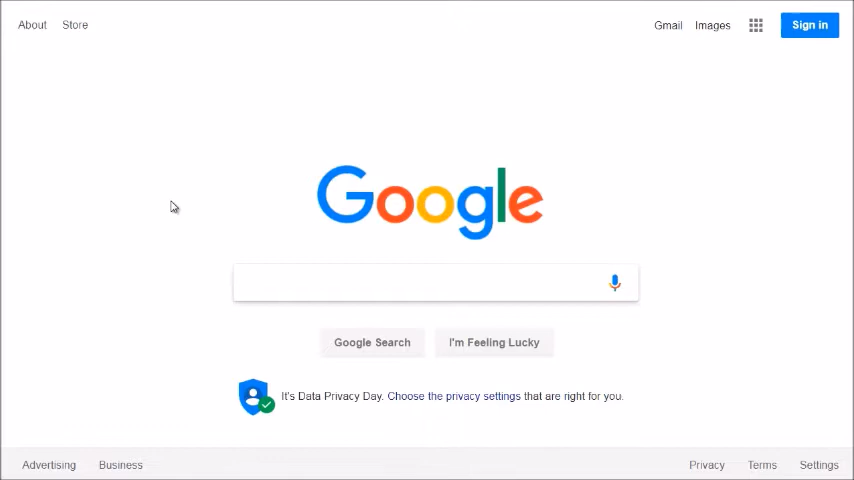 About Store Gmail Images Sign in
Google
Google Search I'm Feeling Lucky
It's Data Privacy Day. Choose the privacy settings that are right for you.
Advertising Business Privacy Terms Settings